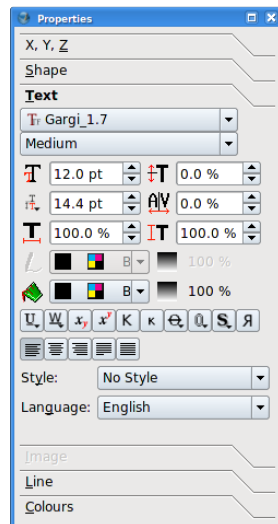 Properties
X, Y, Z
Shape
Text
Gargi_1.7
Medium
12.0 pt 0.0 %
14.4 pt 0.0 %
100.0 % 100.0 %
B 100 %
B 100 %
Style: No Style
Language: English
Image
Line
Colours